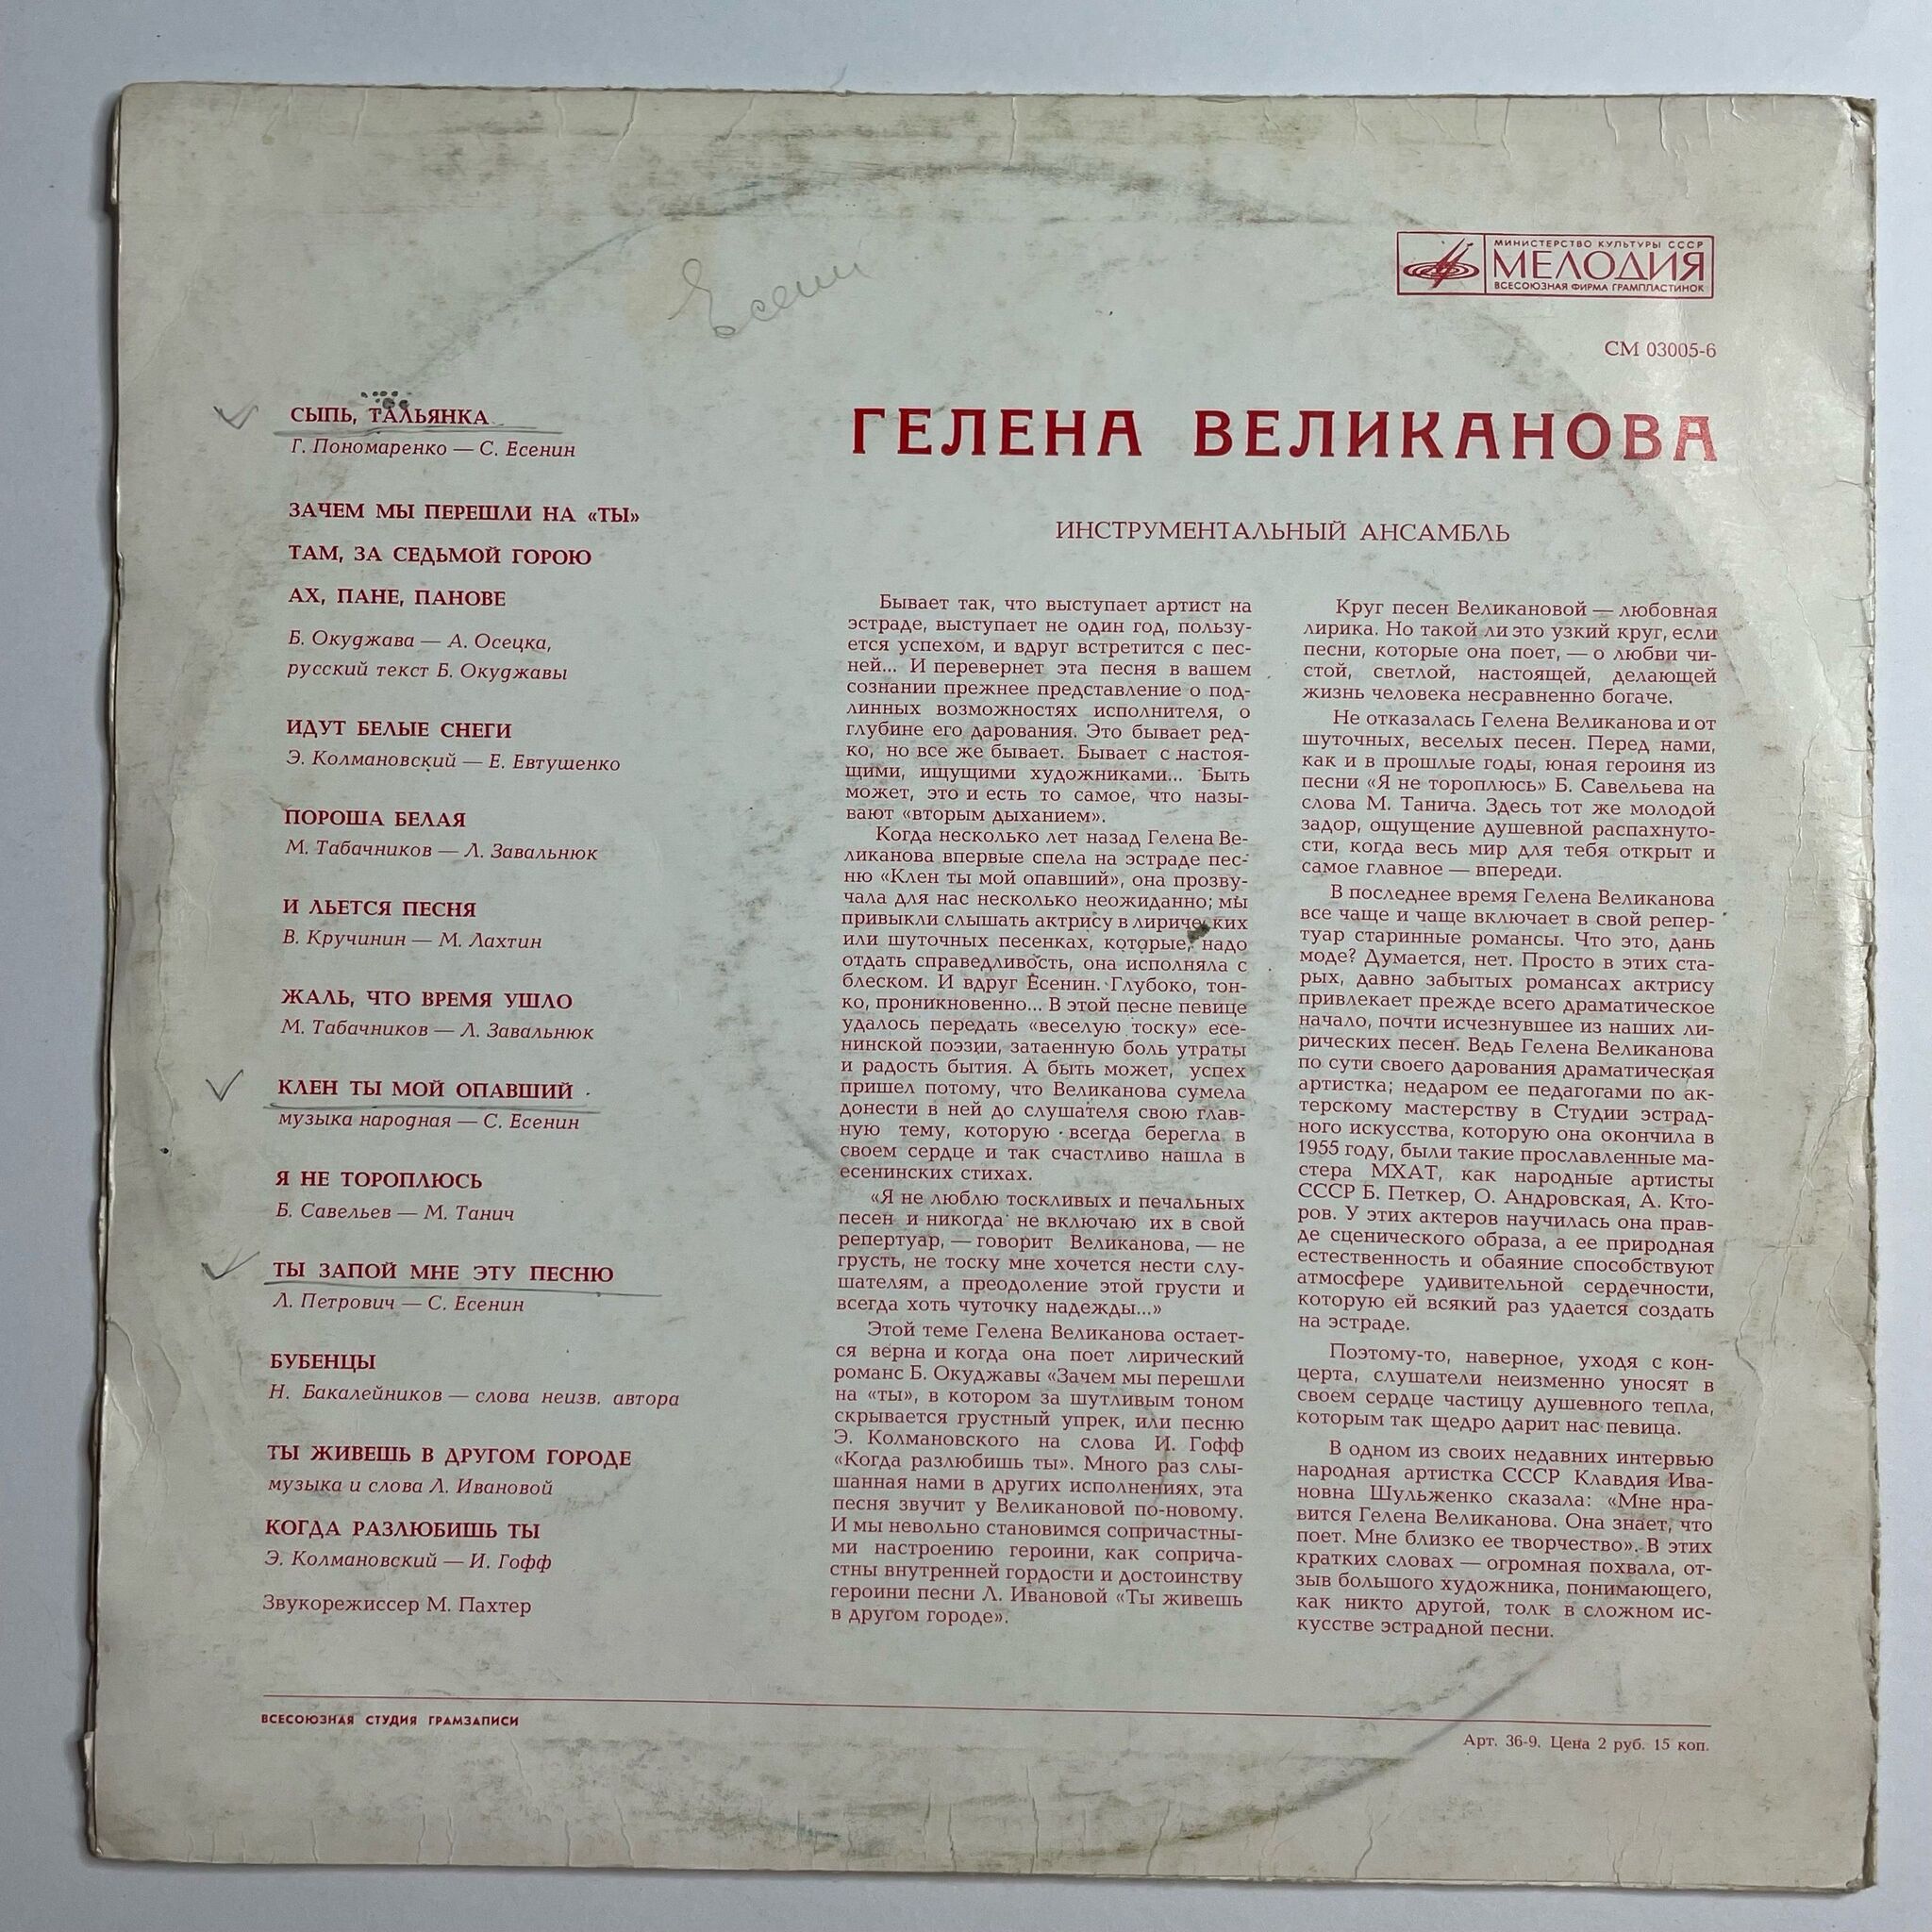 Есенин
МИНИСТЕРСТВО КУЛЬТУРЫ СССР
МЕЛОДИЯ
ВСЕСОЮЗНАЯ ФИРМА ГРАМПЛАСТИНОК
СМ 03005-6
СЫПЬ, ТАЛЬЯНКА
Г. Пономаренко — С. Есенин
ЗАЧЕМ МЫ ПЕРЕШЛИ НА «ТЫ»
ТАМ, ЗА СЕДЬМОЙ ГОРОЮ
АХ, ПАНЕ, ПАНОВЕ
Б. Окуджава — А. Осецка,
русский текст Б. Окуджавы
ИДУТ БЕЛЫЕ СНЕГИ
Э. Колмановский — Е. Евтушенко
ПОРОША БЕЛАЯ
М. Табачников — Л. Завальнюк
И ЛЬЕТСЯ ПЕСНЯ
В. Кручинин — М. Лахтин
ЖАЛЬ, ЧТО ВРЕМЯ УШЛО
М. Табачников — Л. Завальнюк
КЛЕН ТЫ МОЙ ОПАВШИЙ
музыка народная — С. Есенин
Я НЕ ТОРОПЛЮСЬ
Б. Савельев — М. Танич
ТЫ ЗАПОЙ МНЕ ЭТУ ПЕСНЮ
Л. Петрович — С. Есенин
БУБЕНЦЫ
Н. Бакалейников — слова неизв. автора
ТЫ ЖИВЕШЬ В ДРУГОМ ГОРОДЕ
музыка и слова Л. Ивановой
КОГДА РАЗЛЮБИШЬ ТЫ
Э. Колмановский — И. Гофф
Звукорежиссер М. Пахтер
ГЕЛЕНА ВЕЛИКАНОВА
ИНСТРУМЕНТАЛЬНЫЙ АНСАМБЛЬ
Бывает так, что выступает артист на
эстраде, выступает не один год, пользу-
ется успехом, и вдруг встретится с пес-
ней... И перевернет эта песня в вашем
сознании прежнее представление о под-
линных возможностях исполнителя, о
глубине его дарования. Это бывает ред-
ко, но все же бывает. Бывает с настоя-
щими, ищущими художниками... Быть
может, это и есть то самое, что назы-
вают «вторым дыханием».
Когда несколько лет назад Гелена Ве-
ликанова впервые спела на эстраде пес-
ню «Клен ты мой опавший», она прозву-
чала для нас несколько неожиданно; мы
привыкли слышать актрису в лирических
или шуточных песенках, которые, надо
отдать справедливость, она исполняла с
блеском. И вдруг Есенин. Глубоко, тон-
ко, проникновенно... В этой песне певице
удалось передать «веселую тоску» есе-
нинской поэзии, затаенную боль утраты
и радость бытия. А быть может, успех
пришел потому, что Великанова сумела
донести в ней до слушателя свою глав-
ную тему, которую всегда берегла в
своем сердце и так счастливо нашла в
есенинских стихах.
«Я не люблю тоскливых и печальных
песен и никогда не включаю их в свой
репертуар, — говорит Великанова, — не
грусть, не тоску мне хочется нести слу-
шателям, а преодоление этой грусти и
всегда хоть чуточку надежды...»
Этой теме Гелена Великанова остает-
ся верна и когда она поет лирический
романс Б. Окуджавы «Зачем мы перешли
на «ты», в котором за шутливым тоном
скрывается грустный упрек, или песню
Э. Колмановского на слова И. Гофф
«Когда разлюбишь ты». Много раз слы-
шанная нами в других исполнениях, эта
песня звучит у Великановой по-новому.
И мы невольно становимся сопричастны-
ми настроению героини, как соприча-
стны внутренней гордости и достоинству
героини песни Л. Ивановой «Ты живешь
в другом городе».
Круг песен Великановой — любовная
лирика. Но такой ли это узкий круг, если
песни, которые она поет, — о любви чи-
стой, светлой, настоящей, делающей
жизнь человека несравненно богаче.
Не отказалась Гелена Великанова и от
шуточных, веселых песен. Перед нами,
как и в прошлые годы, юная героиня из
песни «Я не тороплюсь» Б. Савельева на
слова М. Танича. Здесь тот же молодой
задор, ощущение душевной распахнуто-
сти, когда весь мир для тебя открыт и
самое главное — впереди.
В последнее время Гелена Великанова
все чаще и чаще включает в свой репер-
туар старинные романсы. Что это, дань
моде? Думается, нет. Просто в этих ста-
рых, давно забытых романсах актрису
привлекает прежде всего драматическое
начало, почти исчезнувшее из наших ли-
рических песен. Ведь Гелена Великанова
по сути своего дарования драматическая
артистка; недаром ее педагогами по ак-
терскому мастерству в Студии эстрад-
ного искусства, которую она окончила в
1955 году, были такие прославленные ма-
стера МХАТ, как народные артисты
СССР Б. Петкер, О. Андровская, А. Кто-
ров. У этих актеров научилась она прав-
де сценического образа, а ее природная
естественность и обаяние способствуют
атмосфере удивительной сердечности,
которую ей всякий раз удается создать
на эстраде.
Поэтому-то, наверное, уходя с кон-
церта, слушатели неизменно уносят в
своем сердце частицу душевного тепла,
которым так щедро дарит нас певица.
В одном из своих недавних интервью
народная артистка СССР Клавдия Ива-
новна Шульженко сказала: «Мне нра-
вится Гелена Великанова. Она знает, что
поет. Мне близко ее творчество». В этих
кратких словах — огромная похвала, от-
зыв большого художника, понимающего,
как никто другой, толк в сложном ис-
кусстве эстрадной песни.
ВСЕСОЮЗНАЯ СТУДИЯ ГРАМЗАПИСИ
Арт. 36-9. Цена 2 руб. 15 коп.